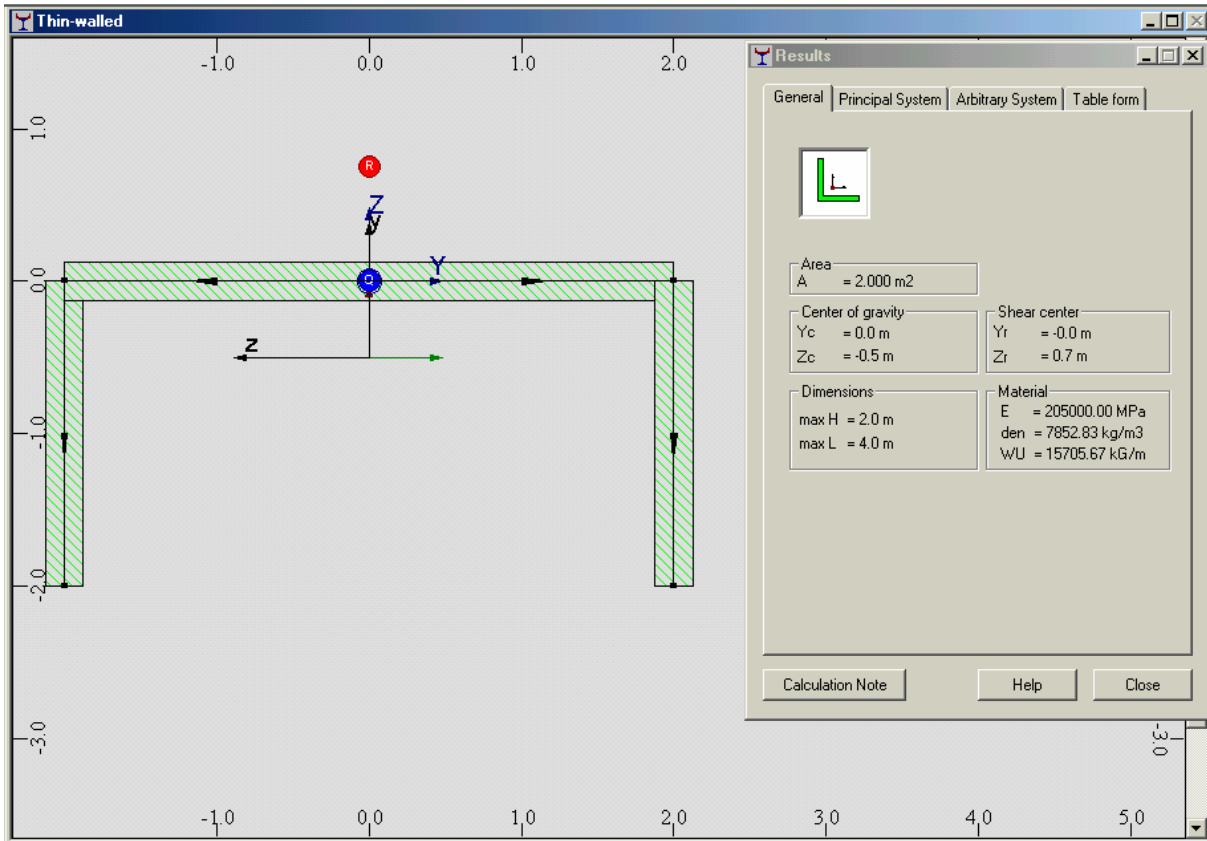 Thin-walled
-1.0 0.0 1.0 2.0
1.0
0.0
-1.0
-2.0
-3.0
R
Z
y
Y
z
Results
General Principal System Arbitrary System Table form
Area
A = 2.000 m2
Center of gravity
Yc = 0.0 m
Zc = -0.5 m
Shear center
Yr = -0.0 m
Zr = 0.7 m
Dimensions
max H = 2.0 m
max L = 4.0 m
Material
E = 205000.00 MPa
den = 7852.83 kg/m3
WU = 15705.67 kG/m
Calculation Note Help Close
-3.0
-1.0 0.0 1.0 2.0 3.0 4.0 5.0